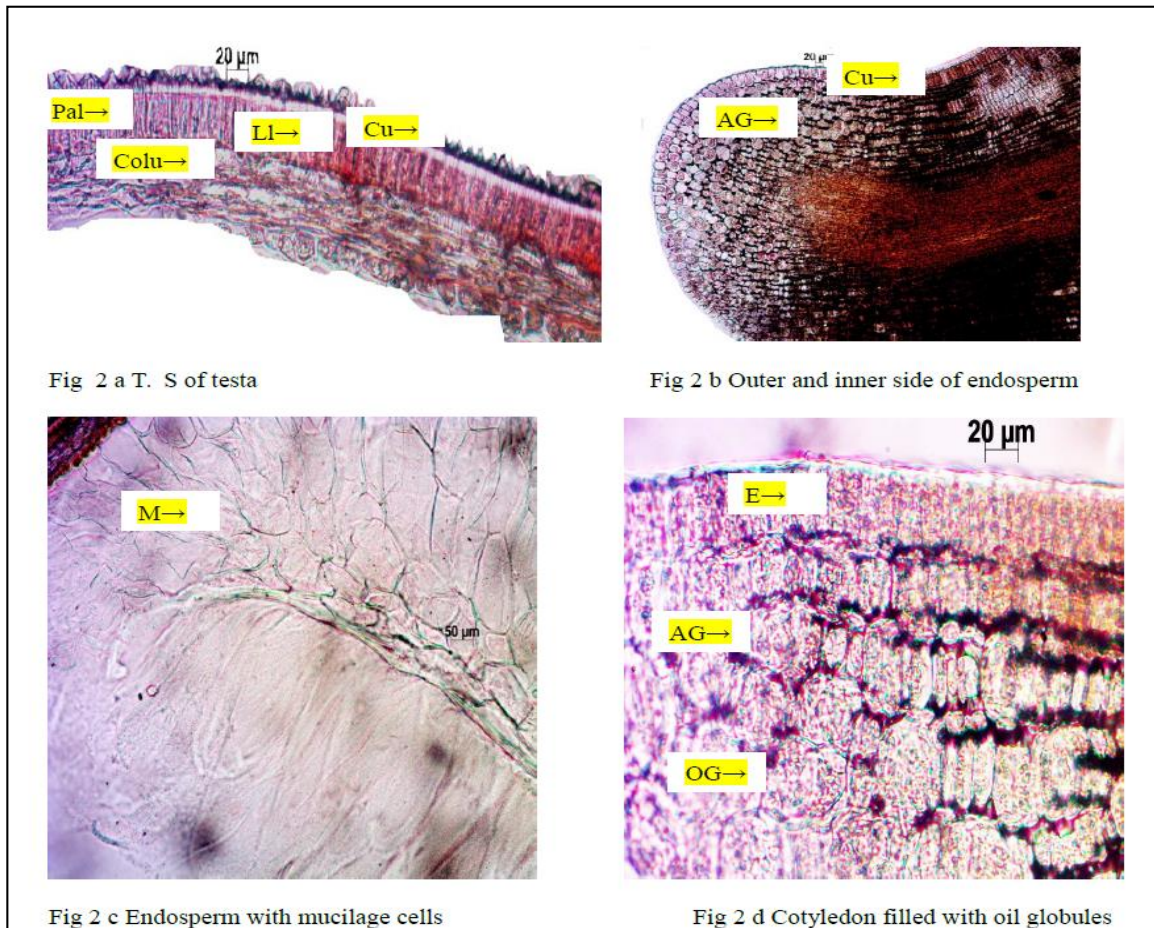 20 µm
Pal→
Ll→
Cu→
Colu→
20 µm
Cu→
AG→
Fig 2 a T. S of testa
Fig 2 b Outer and inner side of endosperm
M→
50 µm
20 µm
E→
AG→
OG→
Fig 2 c Endosperm with mucilage cells
Fig 2 d Cotyledon filled with oil globules